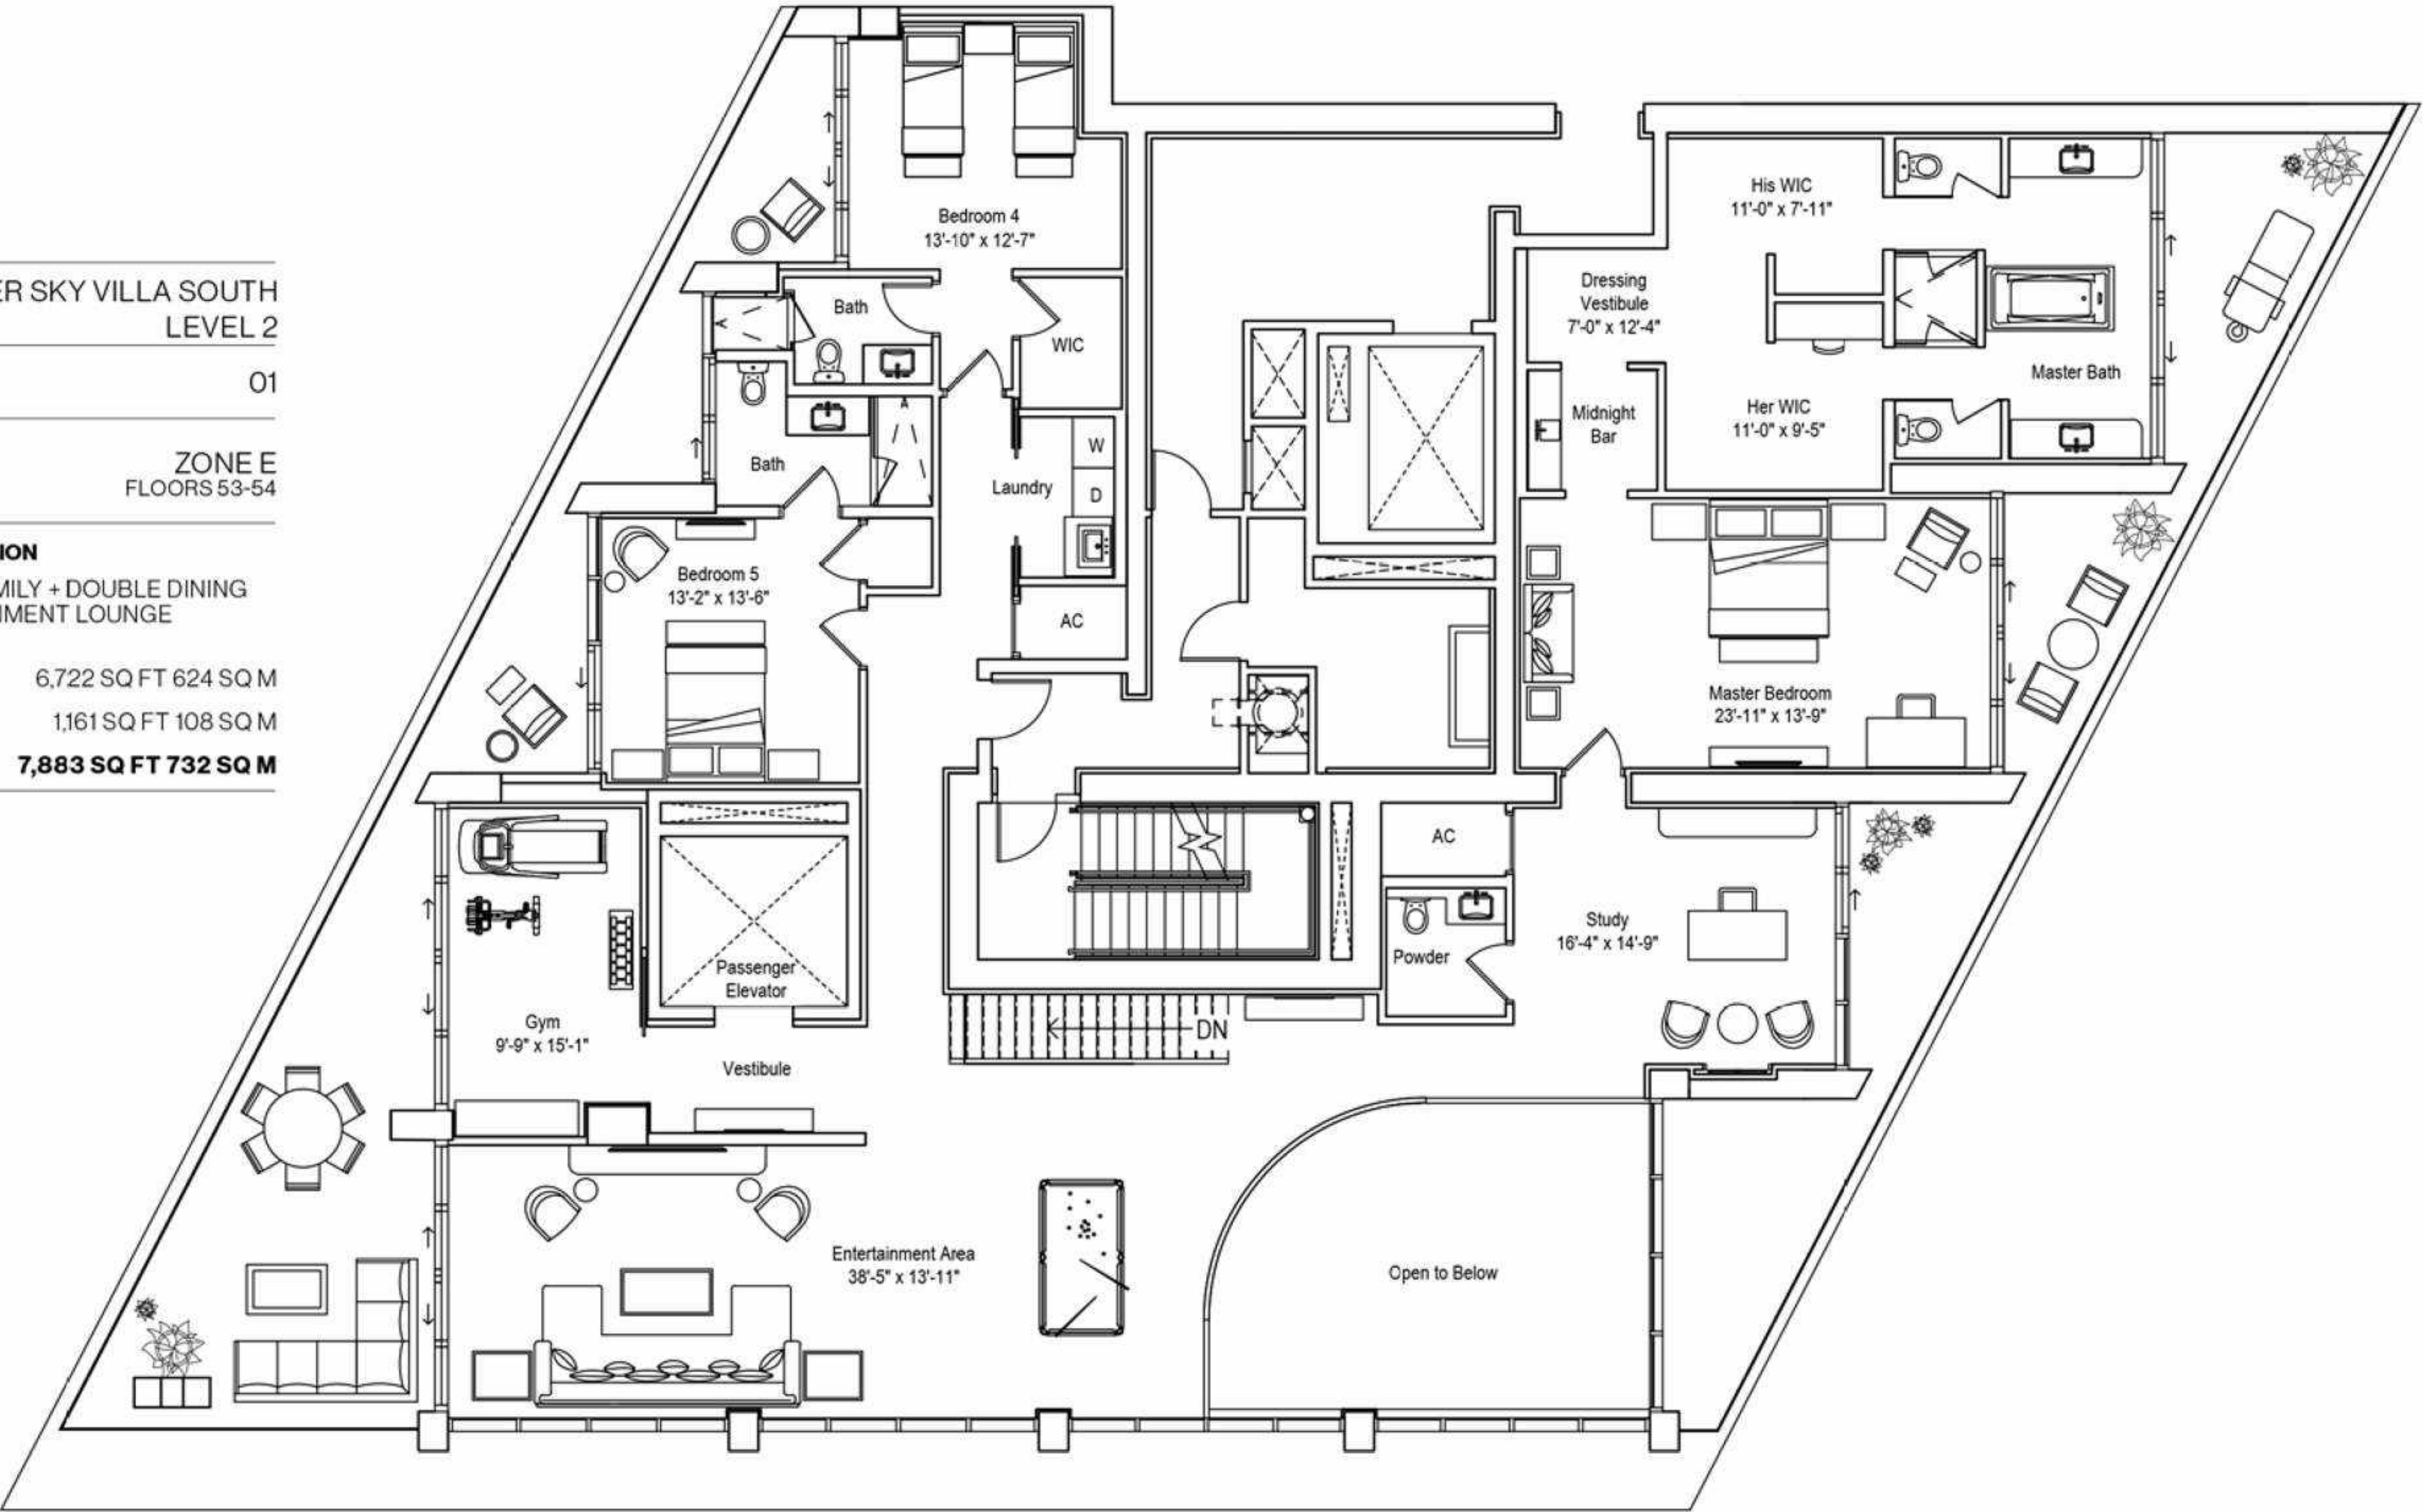 SKY VILLA SOUTH
LEVEL 2
01
ZONE E
FLOORS 53-54
+ DOUBLE DINING
LOUNGE
6,722 SQ FT 624 SQ M
1,161 SQ FT 108 SQ M
7,883 SQ FT 732 SQ M
Bedroom 4
13'-10" x 12'-7"
Bath
WIC
Bath
Laundry
W
D
AC
Bedroom 5
13'-2" x 13'-6"
His WIC
11'-0" x 7'-11"
Dressing
Vestibule
7'-0" x 12'-4"
Midnight
Bar
Her WIC
11'-0" x 9'-5"
Master Bath
Master Bedroom
23'-11" x 13'-9"
AC
Powder
Study
16'-4" x 14'-9"
Passenger
Elevator
Gym
9'-9" x 15'-1"
Vestibule
DN
Entertainment Area
38'-5" x 13'-11"
Open to Below